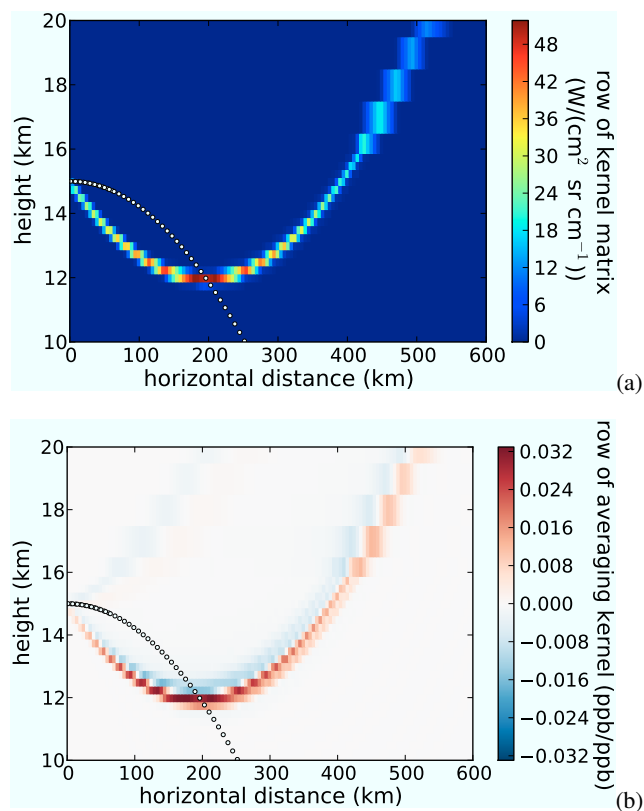 20
18
16
14
12
10
height (km)
0 100 200 300 400 500 600
horizontal distance (km)
48
42
36
30
24
18
12
6
0
row of kernel matrix
(W/(cm² sr cm⁻¹))
(a)
20
18
16
14
12
10
height (km)
0 100 200 300 400 500 600
horizontal distance (km)
0.032
0.024
0.016
0.008
0.000
−0.008
−0.016
−0.024
−0.032
row of averaging kernel (ppb/ppb)
(b)